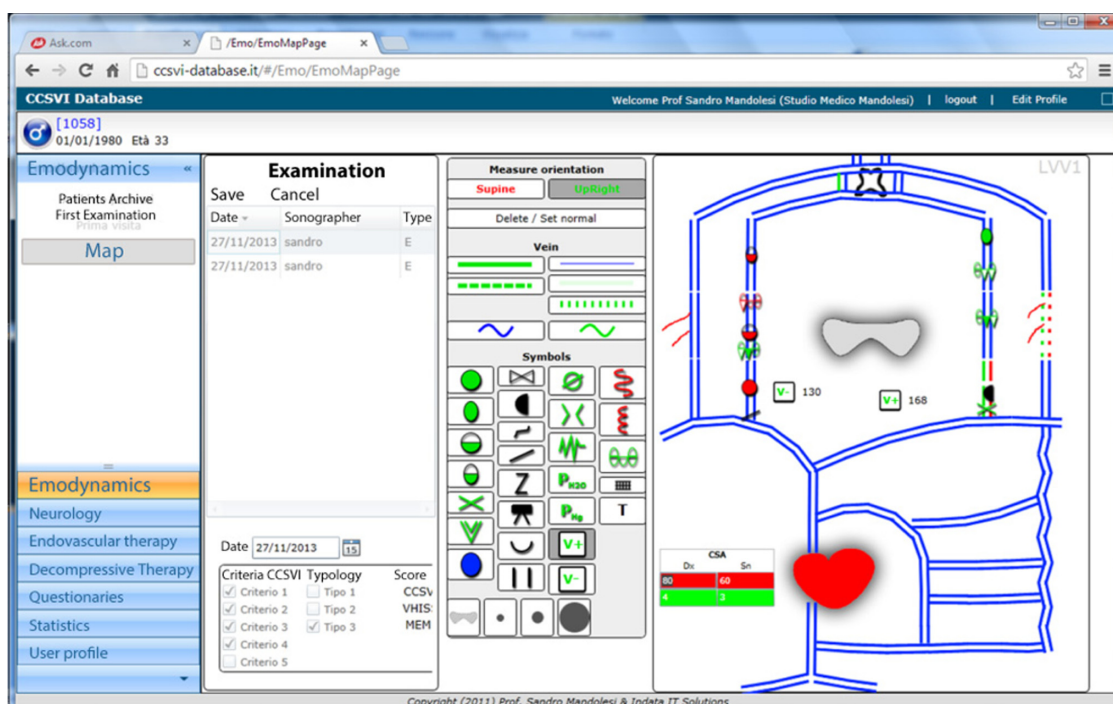 Ask.com
/Emo/EmoMapPage
ccsvi-database.it/#/Emo/EmoMapPage
CCSVI Database
Welcome Prof Sandro Mandolesi (Studio Medico Mandolesi) | logout | Edit Profile
[1058]
01/01/1980 Età 33
Emodynamics «
Patients Archive
First Examination
Prima visita
Map
Emodynamics
Neurology
Endovascular therapy
Decompressive Therapy
Questionaries
Statistics
User profile
Examination
Save Cancel
Date Sonographer Type
27/11/2013 sandro E
27/11/2013 sandro E
Date 27/11/2013 15
Criteria CCSVI Typology Score
Criterio 1 Tipo 1 CCSV
Criterio 2 Tipo 2 VHIS
Criterio 3 Tipo 3 MEM
Criterio 4
Criterio 5
Measure orientation
Supine UpRight
Delete / Set normal
Vein
Symbols
Z
PH2O
PHg
T
V+
V-
LVV1
V- 130
V+ 168
CSA
Dx Sn
80 60
4 3
Copyright (2011) Prof. Sandro Mandolesi & Indata IT Solutions